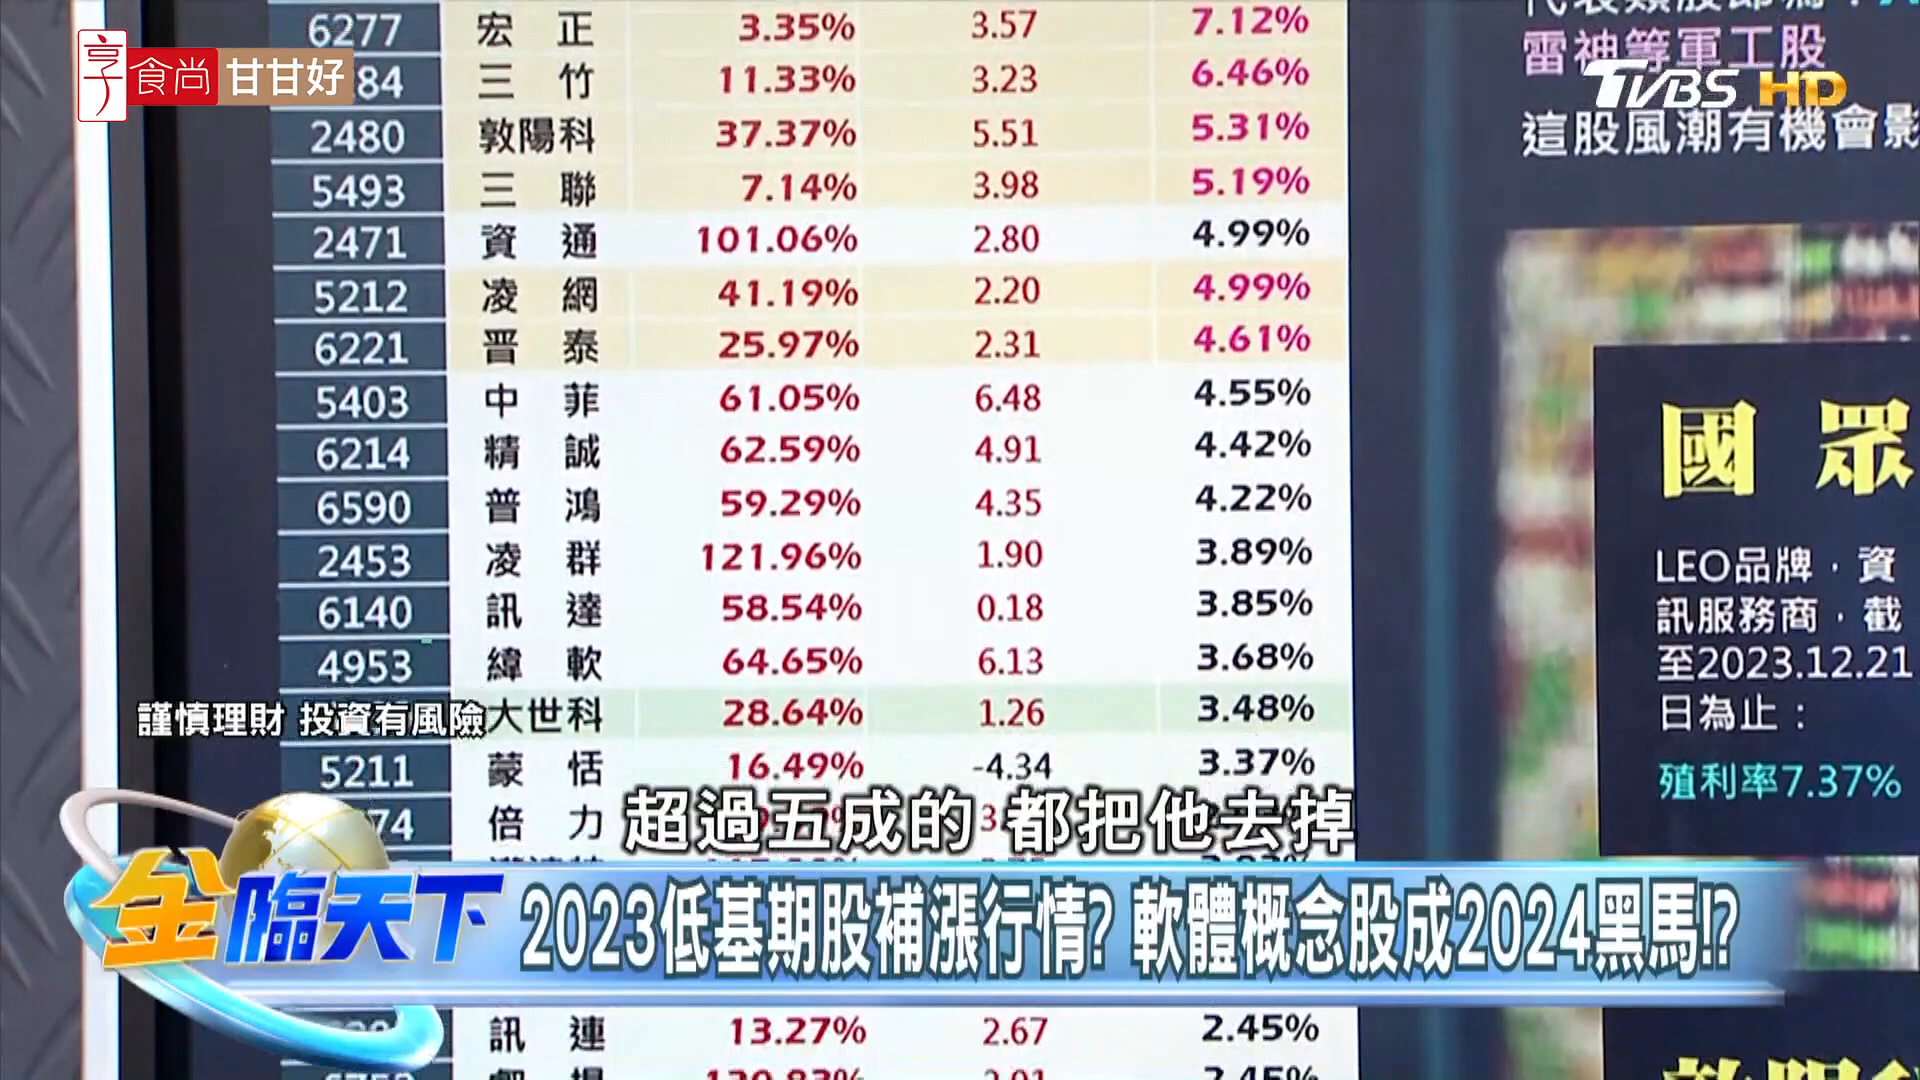 享 食尚 甘甘好
TVBS HD
6277 宏正 3.35% 3.57 7.12%
84 三竹 11.33% 3.23 6.46%
2480 敦陽科 37.37% 5.51 5.31%
5493 三聯 7.14% 3.98 5.19%
2471 資通 101.06% 2.80 4.99%
5212 凌網 41.19% 2.20 4.99%
6221 晋泰 25.97% 2.31 4.61%
5403 中菲 61.05% 6.48 4.55%
6214 精誠 62.59% 4.91 4.42%
6590 普鴻 59.29% 4.35 4.22%
2453 凌群 121.96% 1.90 3.89%
6140 訊達 58.54% 0.18 3.85%
4953 緯軟 64.65% 6.13 3.68%
大世科 28.64% 1.26 3.48%
5211 蒙恬 16.49% -4.34 3.37%
74 倍力
訊連 13.27% 2.67 2.45%
雷神等軍工股
這股風潮有機會影
國眾
LEO品牌，資
訊服務商，截
至2023.12.21
日為止：
殖利率7.37%
謹慎理財 投資有風險
超過五成的 都把他去掉
金臨天下
2023低基期股補漲行情? 軟體概念股成2024黑馬!?